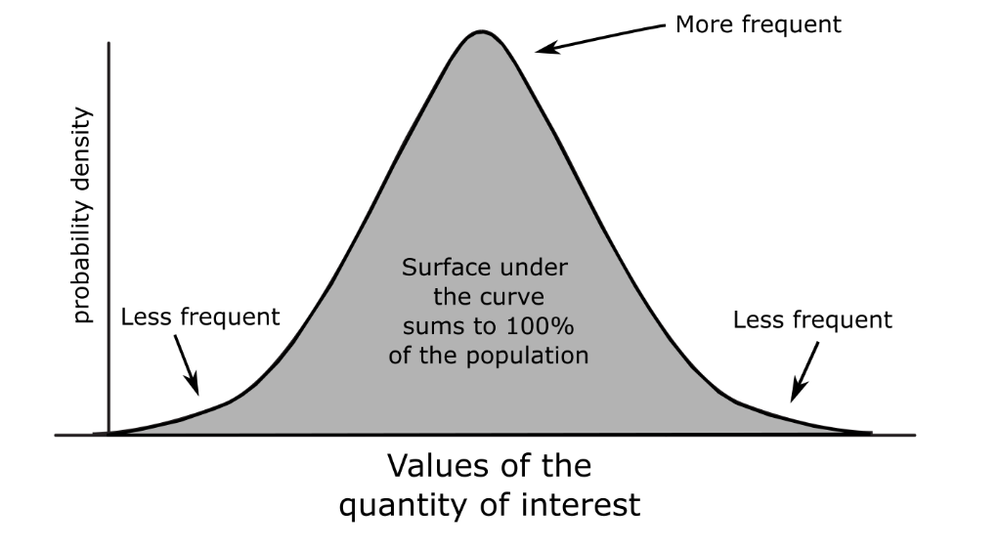 More frequent
probability density
Less frequent
Less frequent
Surface under
the curve
sums to 100%
of the population
Values of the
quantity of interest